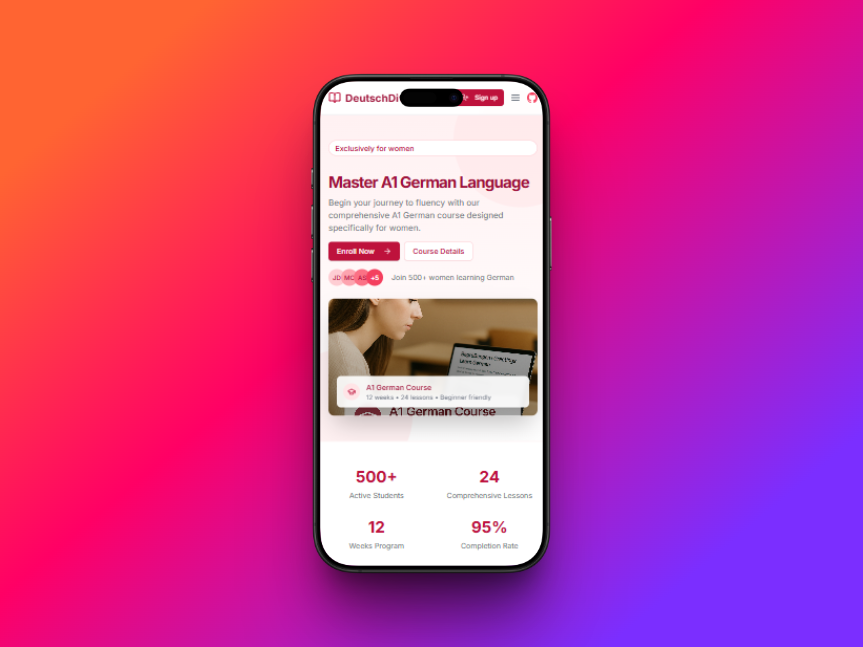 DeutschDi
Sign up
Exclusively for women
Master A1 German Language
Begin your journey to fluency with our
comprehensive A1 German course designed
specifically for women.
Enroll Now
Course Details
JD MC AS +5
Join 500+ women learning German
A1 German Course
12 weeks • 24 lessons • Beginner friendly
A1 German Course
500+
Active Students
24
Comprehensive Lessons
12
Weeks Program
95%
Completion Rate